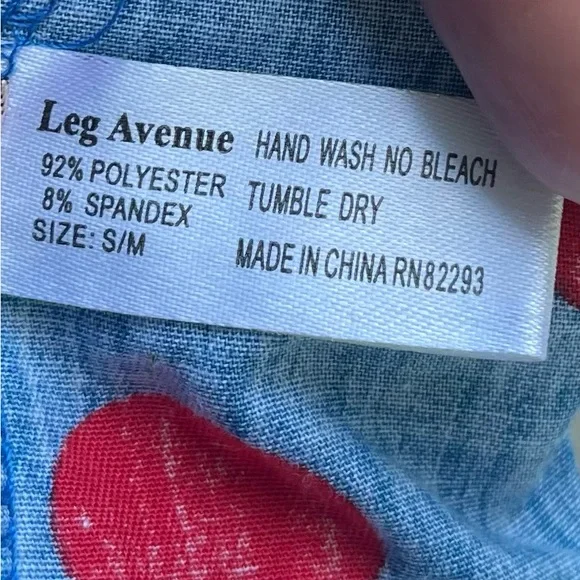 Leg Avenue
92% POLYESTER
8% SPANDEX
SIZE: S/M
HAND WASH NO BLEACH
TUMBLE DRY
MADE IN CHINA RN82293